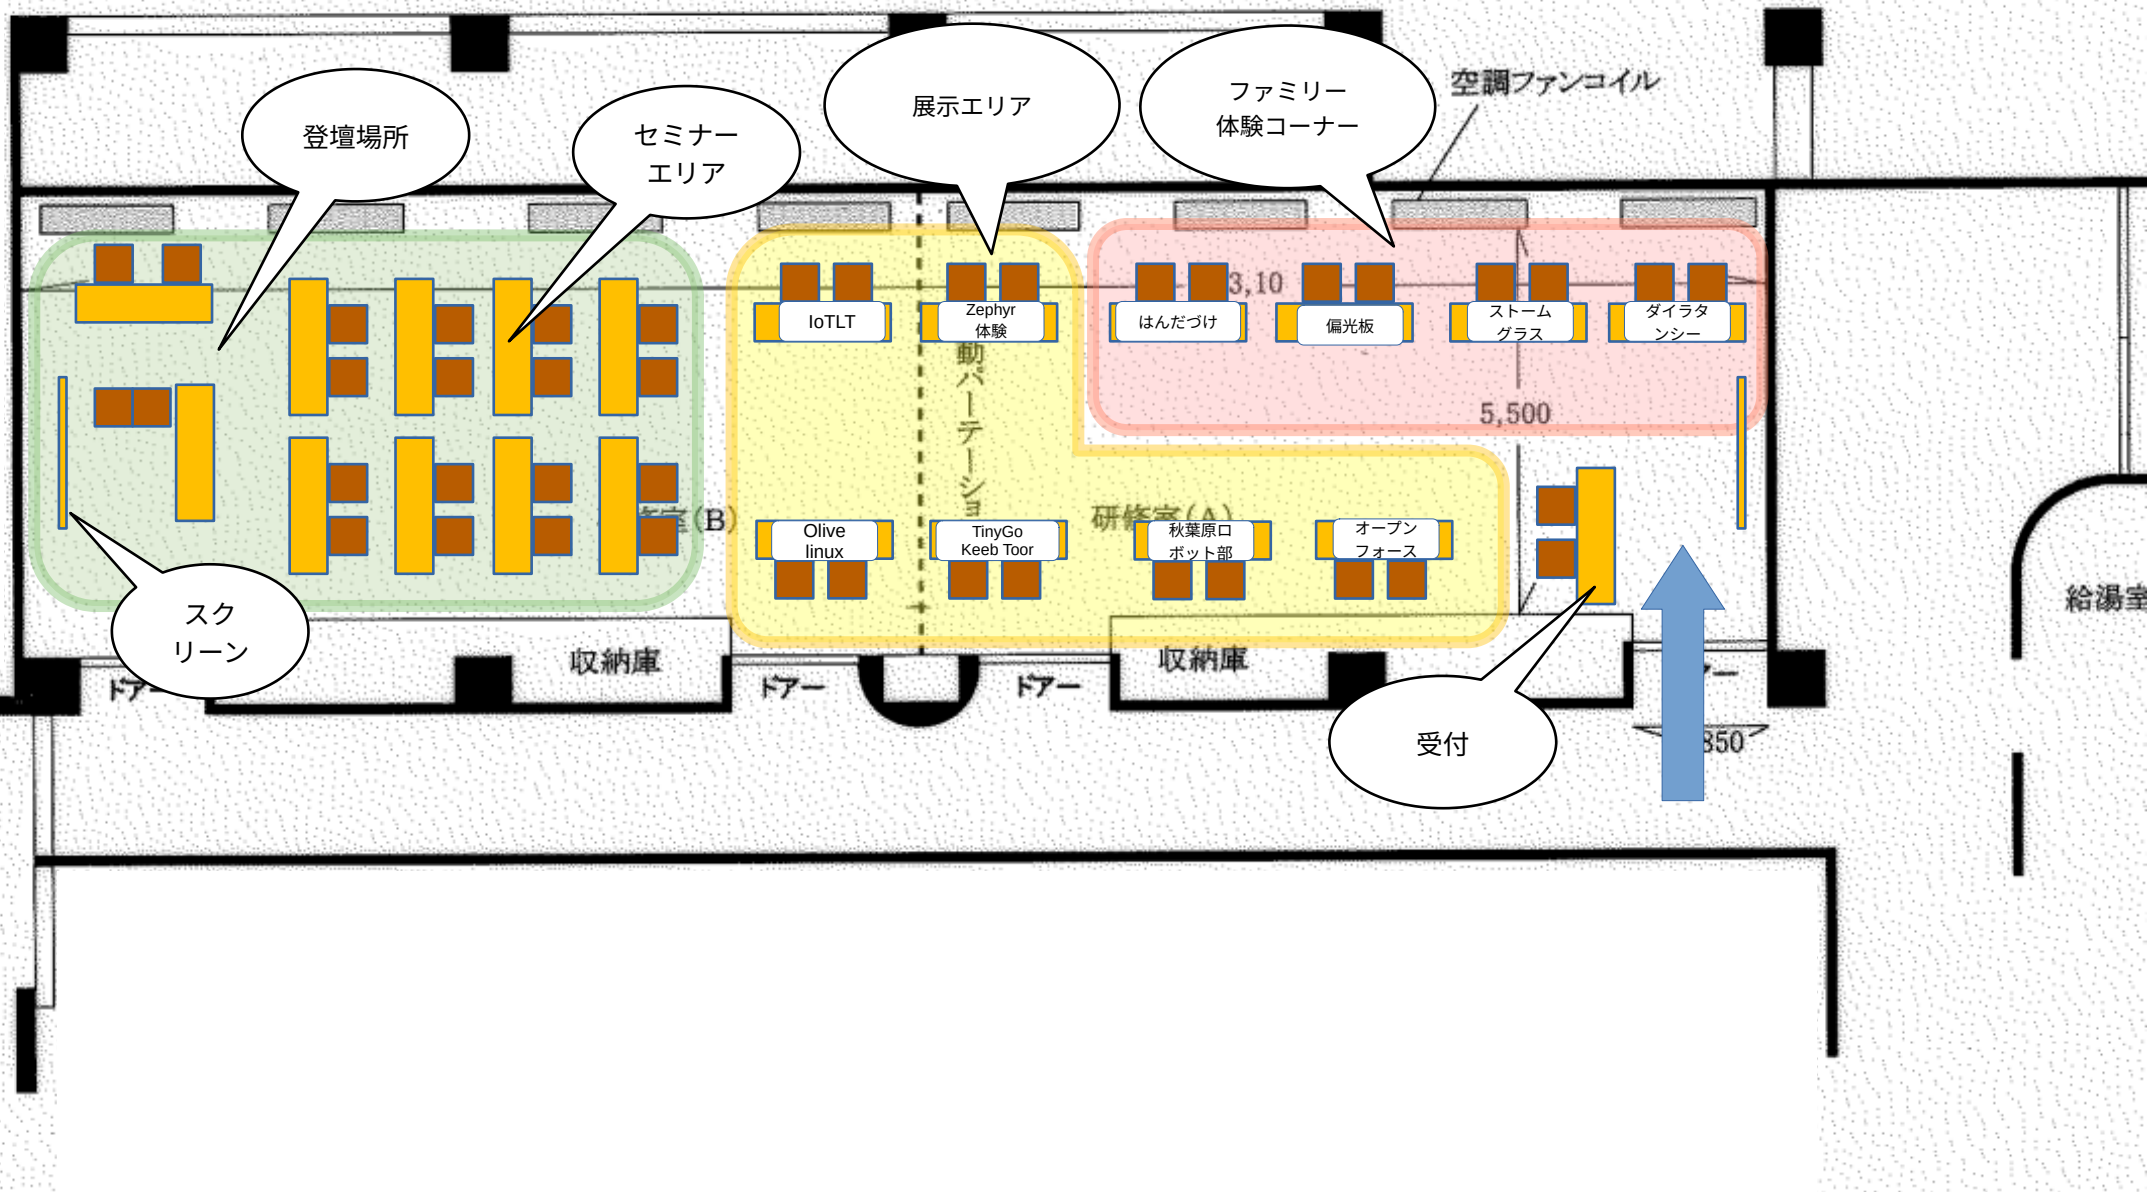 空調ファンコイル
登壇場所
セミナー
エリア
展示エリア
ファミリー
体験コーナー
3,10
IoTLT
Zephyr
体験
はんだづけ
偏光板
ストーム
グラス
ダイラタ
ンシー
動パーテーショ
5,500
室(B)
研修室(A)
Olive
linux
TinyGo
Keeb Toor
秋葉原ロ
ボット部
オープン
フォース
スク
リーン
収納庫
収納庫
ドアー
ドアー
ドアー
受付
850
給湯室